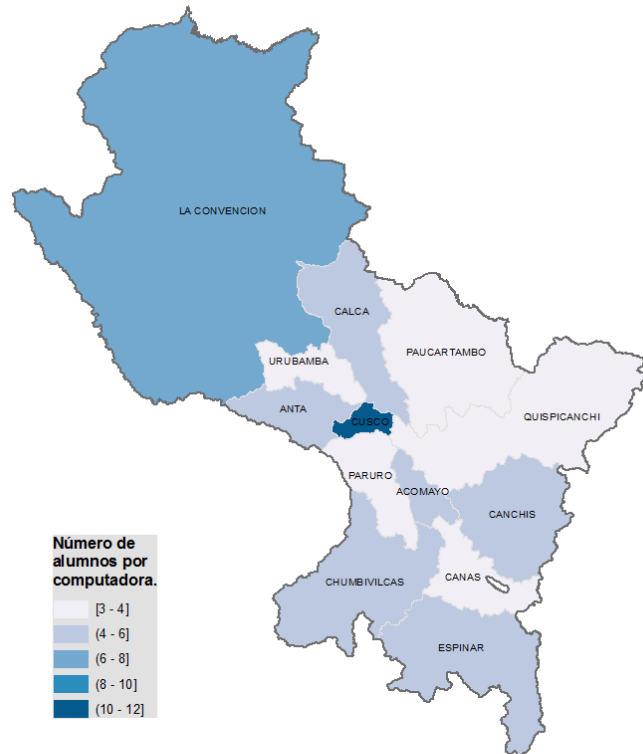 LA CONVENCION
CALCA
PAUCARTAMBO
URUBAMBA
ANTA
CUSCO
QUISPICANCHI
PARURO
ACOMAYO
CANCHIS
CHUMBIVILCAS
CANAS
ESPINAR
Número de
alumnos por
computadora.
[3 - 4]
(4 - 6]
(6 - 8]
(8 - 10]
(10 - 12]